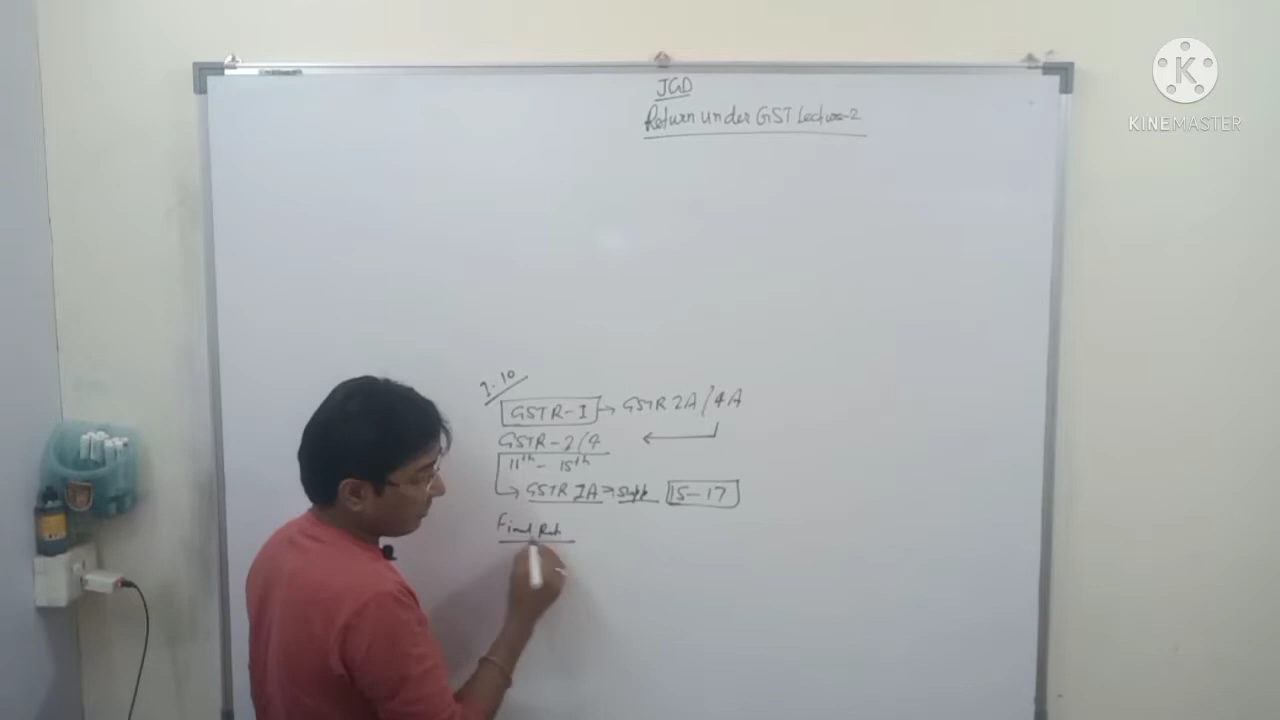 JGD
Return under GST Lecture-2
KINEMASTER
1-10
GSTR-1 → GSTR 2A/4A
GSTR-2/4
11th - 15th
GSTR 1A → supp 15-17
Final Ret